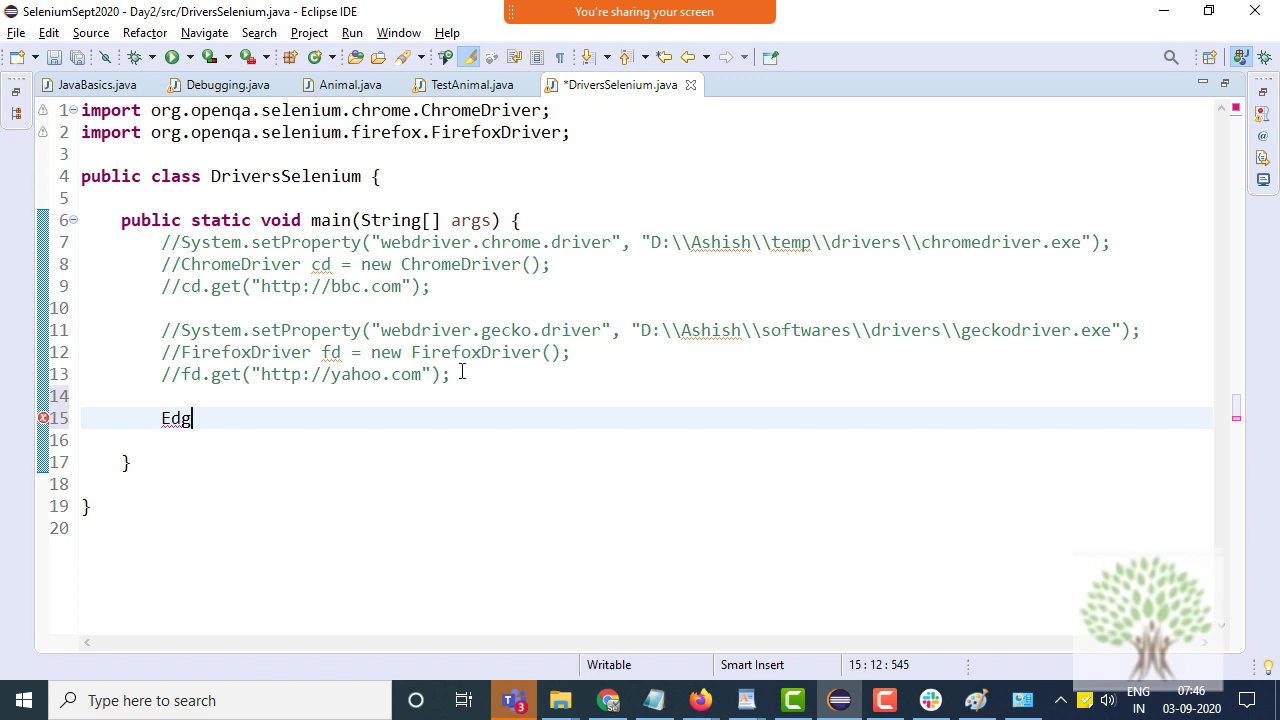 SeleniumSept2020 - Day2/src/DriversSelenium.java - Eclipse IDE
You're sharing your screen
File Edit Source Refactor Navigate Search Project Run Window Help
JavaBasics.java Debugging.java Animal.java TestAnimal.java *DriversSelenium.java
1 import org.openqa.selenium.chrome.ChromeDriver;
2 import org.openqa.selenium.firefox.FirefoxDriver;
3
4 public class DriversSelenium {
5
6 public static void main(String[] args) {
7 //System.setProperty("webdriver.chrome.driver", "D:\\Ashish\\temp\\drivers\\chromedriver.exe");
8 //ChromeDriver cd = new ChromeDriver();
9 //cd.get("http://bbc.com");
10
11 //System.setProperty("webdriver.gecko.driver", "D:\\Ashish\\softwares\\drivers\\geckodriver.exe");
12 //FirefoxDriver fd = new FirefoxDriver();
13 //fd.get("http://yahoo.com");
14
15 Edg
16
17 }
18
19 }
20
Writable Smart Insert 15 : 12 : 545
Type here to search 3 ENG 07:46
IN 03-09-2020